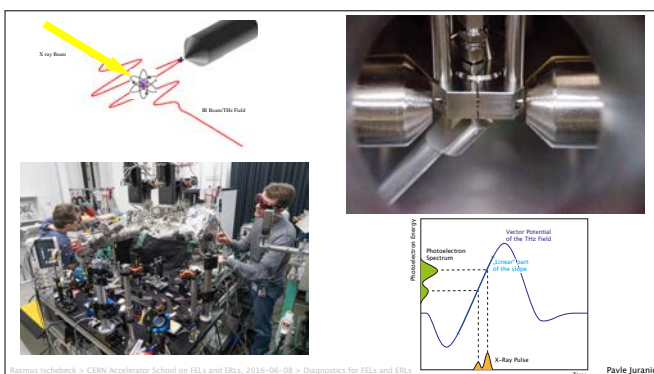 X-ray Beam
IR Beam/THz Field
Photoelectron Energy
Photoelectron
Spectrum
Vector Potential
of the THz Field
„Linear“ part
of the slope
X-Ray Pulse
Rasmus Ischebeck > CERN Accelerator School on FELs and ERLs, 2016-06-08 > Diagnostics for FELs and ERLs